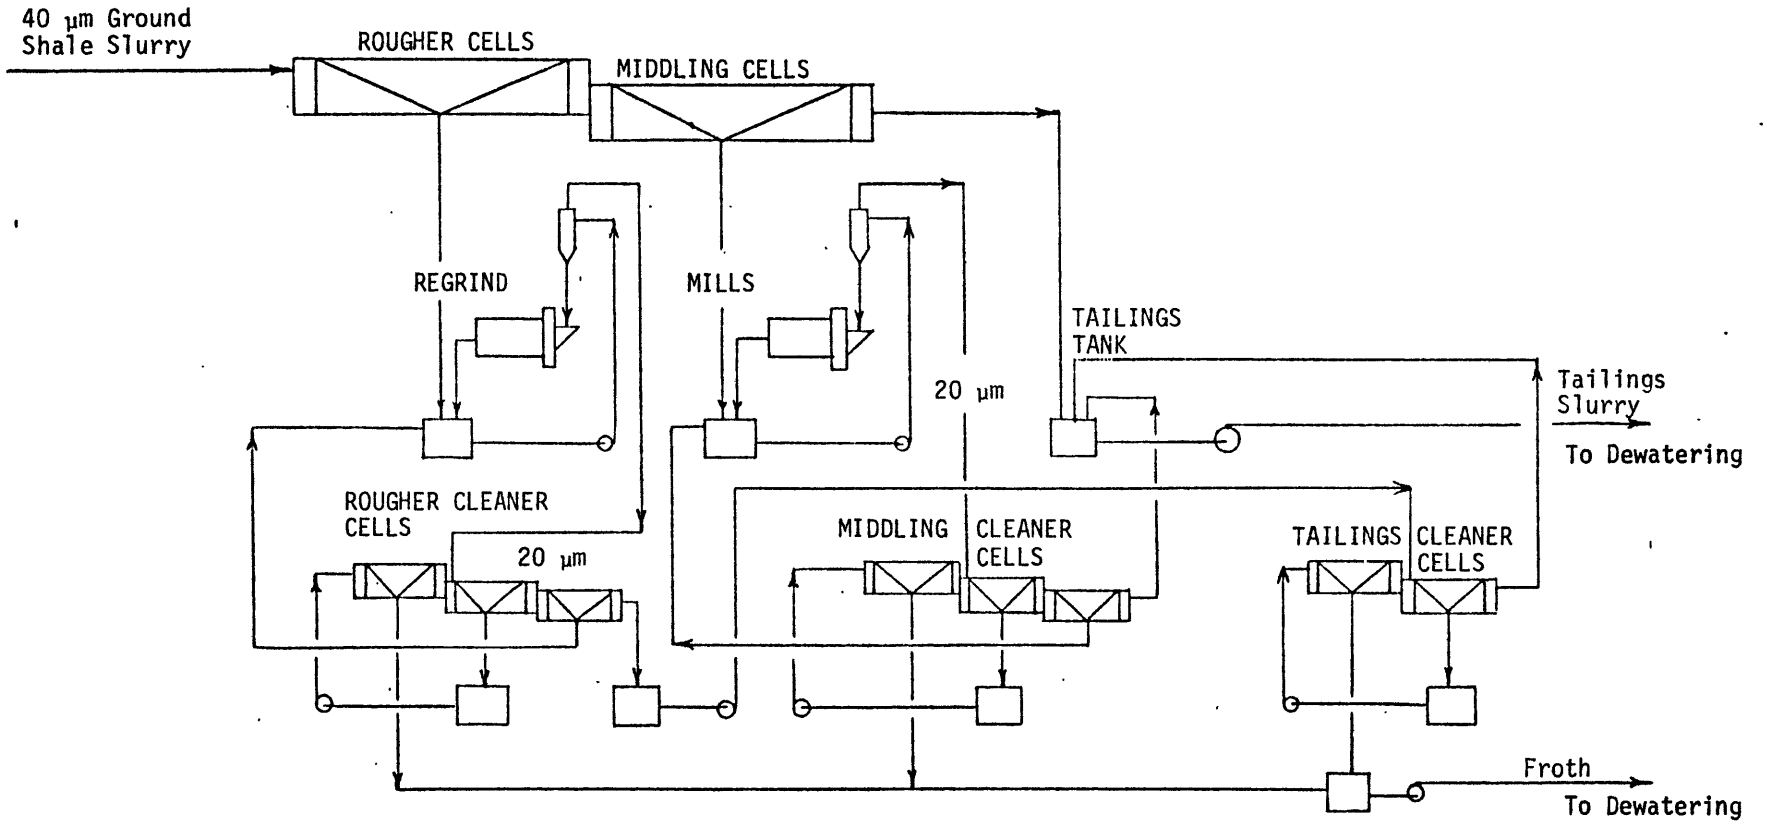 40 μm Ground
Shale Slurry
ROUGHER CELLS
MIDDLING CELLS
REGRIND
MILLS
TAILINGS
TANK
20 μm
Tailings
Slurry
To Dewatering
ROUGHER CLEANER
CELLS
20 μm
MIDDLING CLEANER
CELLS
TAILINGS CLEANER
CELLS
Froth
To Dewatering